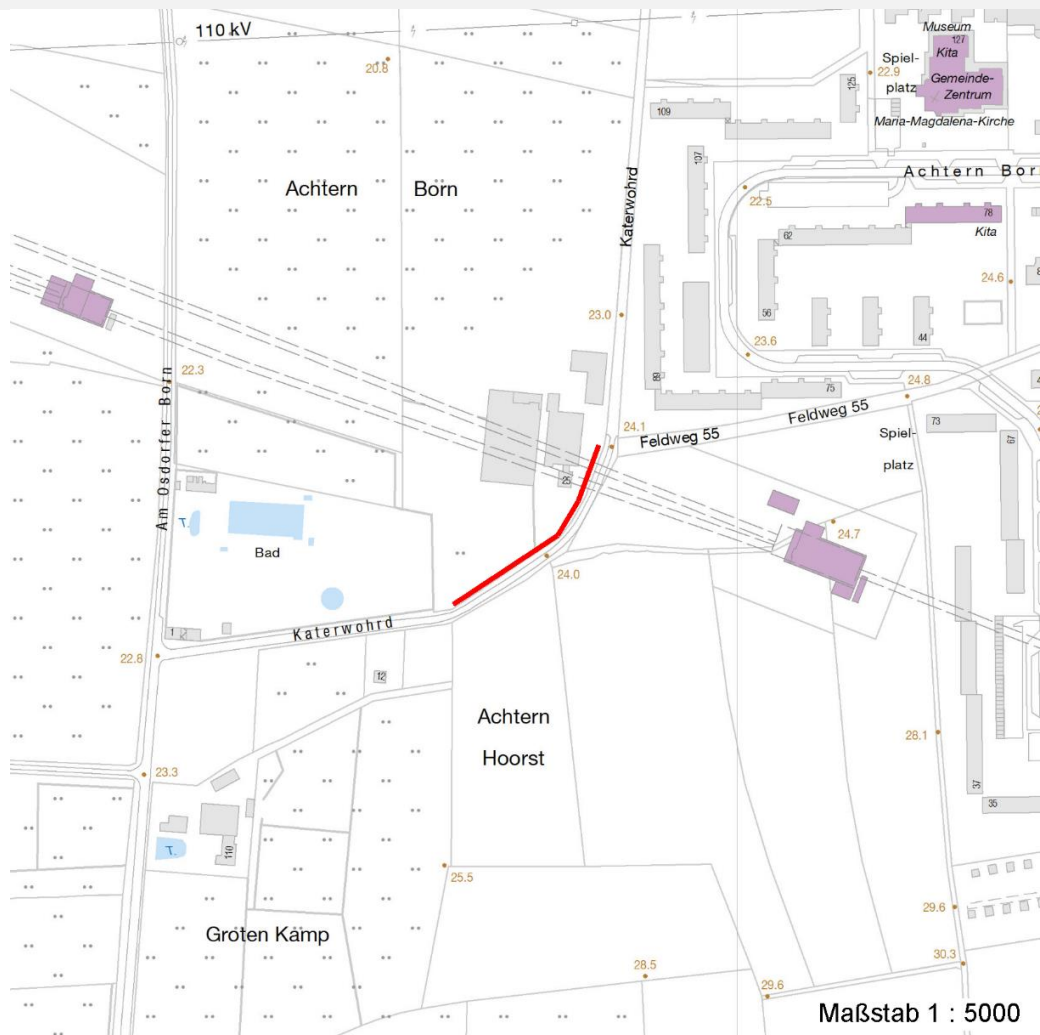 110 kV
20.8
Museum
127
Kita
Spiel-
platz
22.9
Gemeinde-
Zentrum
Maria-Magdalena-Kirche
125
109
107
Achtern Born
Achtern Bor
22.5
78
Kita
62
Katerwohrd
24.6
23.0
56
44
23.6
22.3
89
75
24.8
Feldweg 55
Feldweg 55
24.1
73
Spiel-
platz
67
Am Osdorfer Born
T.
Bad
24.7
24.0
1
Katerwohrd
22.8
12
Achtern
Hoorst
28.1
23.3
37
35
T.
110
25.5
29.6
Groten Kamp
30.3
28.5
29.6
Maßstab 1 : 5000